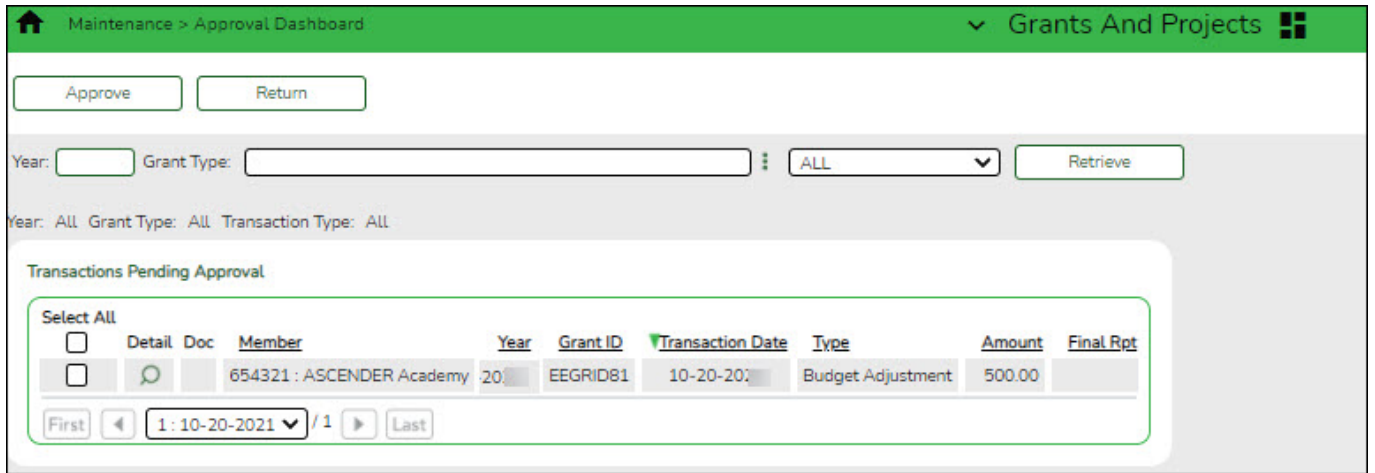 Maintenance > Approval Dashboard
Grants And Projects
Approve Return
Year: Grant Type: ALL Retrieve
Year: All Grant Type: All Transaction Type: All
Transactions Pending Approval
Select All
Detail Doc Member Year Grant ID Transaction Date Type Amount Final Rpt
654321 : ASCENDER Academy EEGRID81 Budget Adjustment 500.00
First 1 : 10-20-2021 / 1 Last